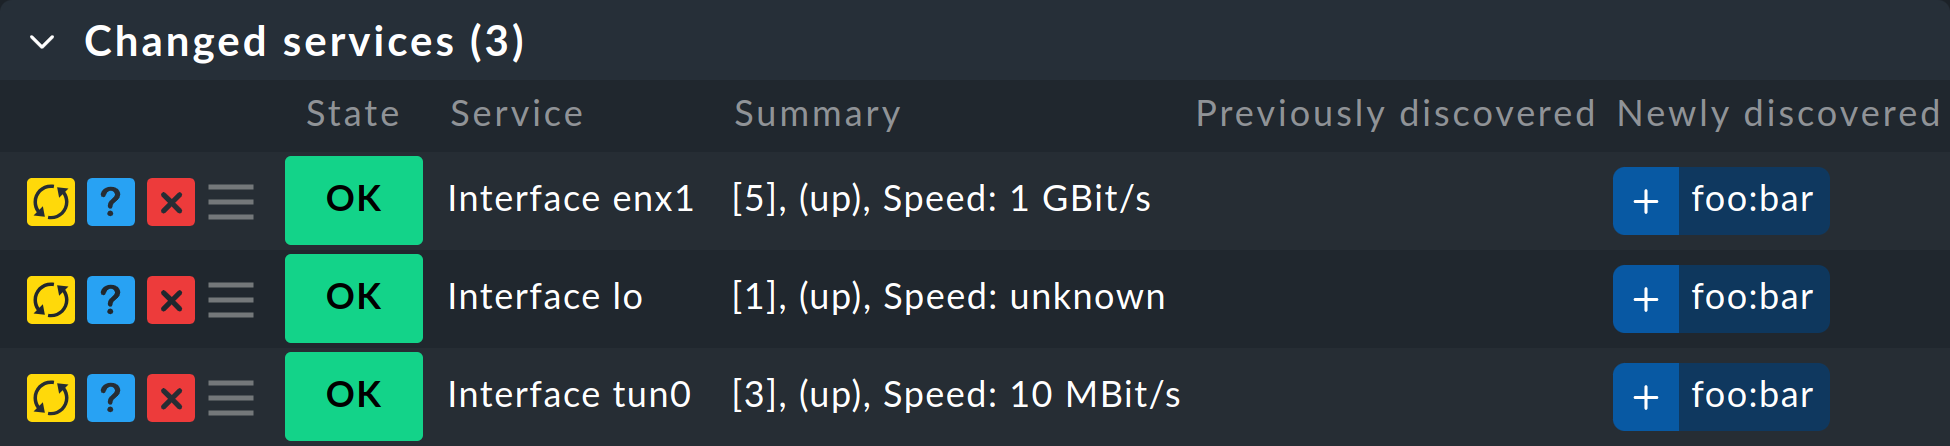 Changed services (3)
State Service Summary Previously discovered Newly discovered
? OK Interface enx1 [5], (up), Speed: 1 GBit/s + foo:bar
? OK Interface lo [1], (up), Speed: unknown + foo:bar
? OK Interface tun0 [3], (up), Speed: 10 MBit/s + foo:bar